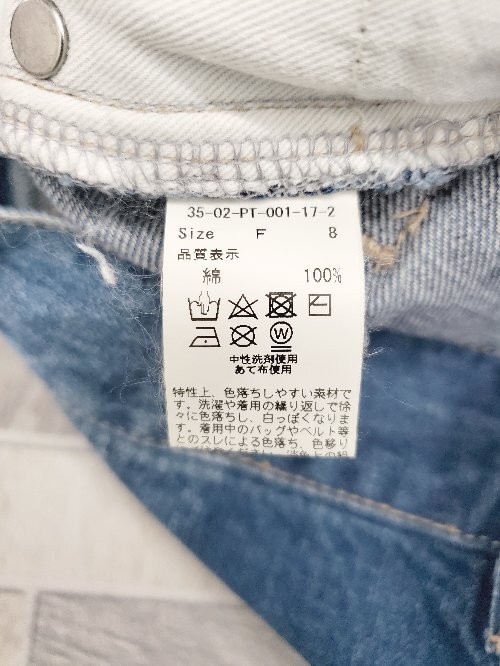 35-02-PT-001-17-2
Size F 8
品質表示
綿 100%
W
中性洗剤使用
あて布使用
特性上、色落ちしやすい素材で
す。洗濯や着用の繰り返しで徐
々に色落ちし、白っぽくなりま
す。着用中のバッグやベルト等
とのスレによる色落ち、色移り